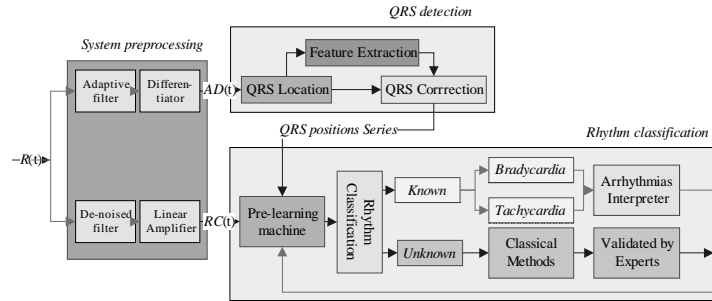 QRS detection
System preprocessing
Feature Extraction
Adaptive
filter
Differen-
tiator
AD(t)
QRS Location
QRS Corrrection
QRS positions Series
Rhythm classification
R(t)
De-noised
filter
Linear
Amplifier
RC(t)
Pre-learning
machine
Rhythm
Classification
Known
Bradycardia
Tachycardia
Arrhythmias
Interpreter
Unknown
Classical
Methods
Validated by
Experts